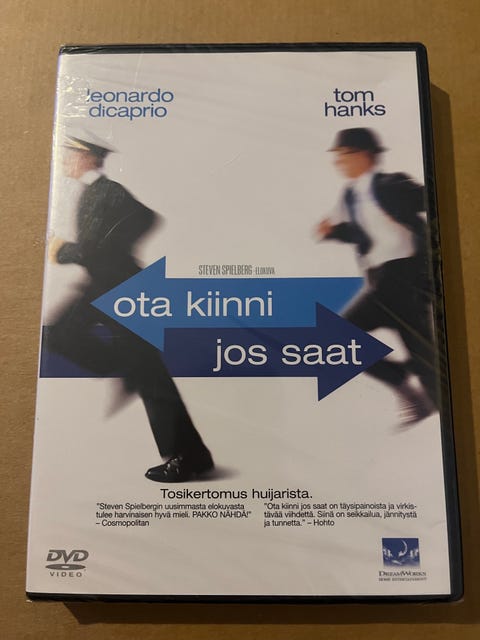 leonardo
dicaprio
tom
hanks
STEVEN SPIELBERG -ELOKUVA
ota kiinni
jos saat
Tosikertomus huijarista.
"Steven Spielbergin uusimmasta elokuvasta
tulee harvinaisen hyvä mieli. PAKKO NÄHDÄ!"
– Cosmopolitan
"Ota kiinni jos saat on täysipainoista ja virkis-
tävää viihdettä. Siinä on seikkailua, jännitystä
ja tunnetta." – Hohto
DVD
VIDEO
DREAMWORKS
HOME ENTERTAINMENT